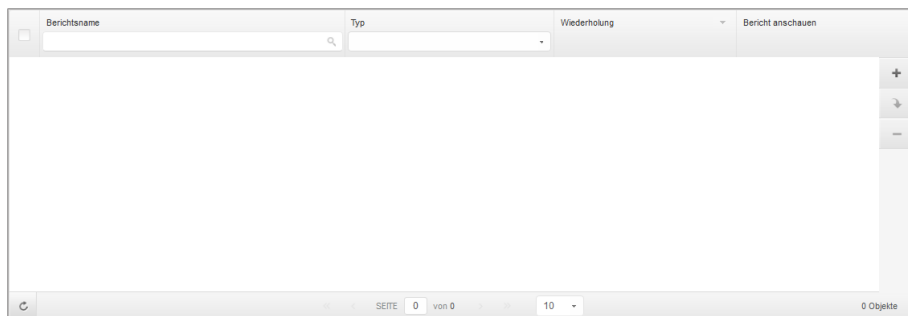 Berichtsname Typ Wiederholung Bericht anschauen
SEITE 0 von 0 10 0 Objekte